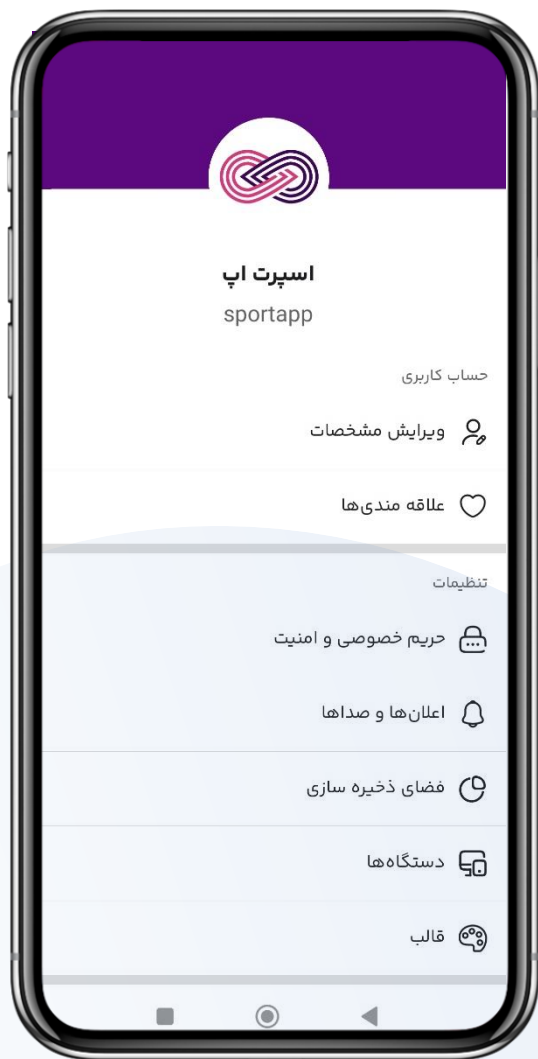 اسپرت اپ
sportapp
حساب کاربری
ویرایش مشخصات
علاقه مندی‌ها
تنظیمات
حریم خصوصی و امنیت
اعلان‌ها و صداها
فضای ذخیره سازی
دستگاه‌ها
قالب